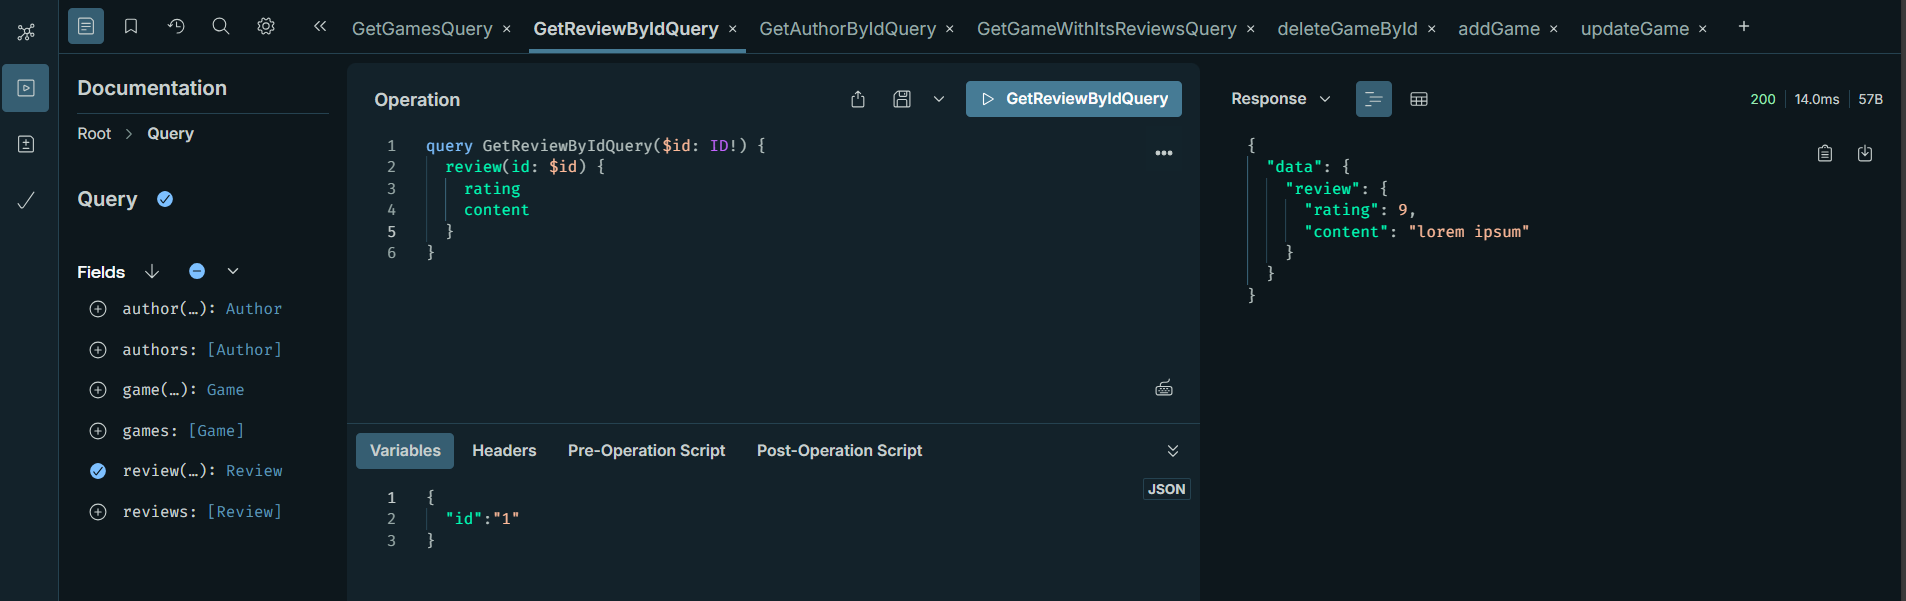 GetGamesQuery × GetReviewByIdQuery × GetAuthorByIdQuery × GetGameWithItsReviewsQuery × deleteGameById × addGame × updateGame × +
Documentation
Root > Query
Query
Fields
author(…): Author
authors: [Author]
game(…): Game
games: [Game]
review(…): Review
reviews: [Review]
Operation
GetReviewByIdQuery
1 query GetReviewByIdQuery($id: ID!) {
2 review(id: $id) {
3 rating
4 content
5 }
6 }
Variables Headers Pre-Operation Script Post-Operation Script
JSON
1 {
2 "id":"1"
3 }
Response
200 14.0ms 57B
{
"data": {
"review": {
"rating": 9,
"content": "lorem ipsum"
}
}
}